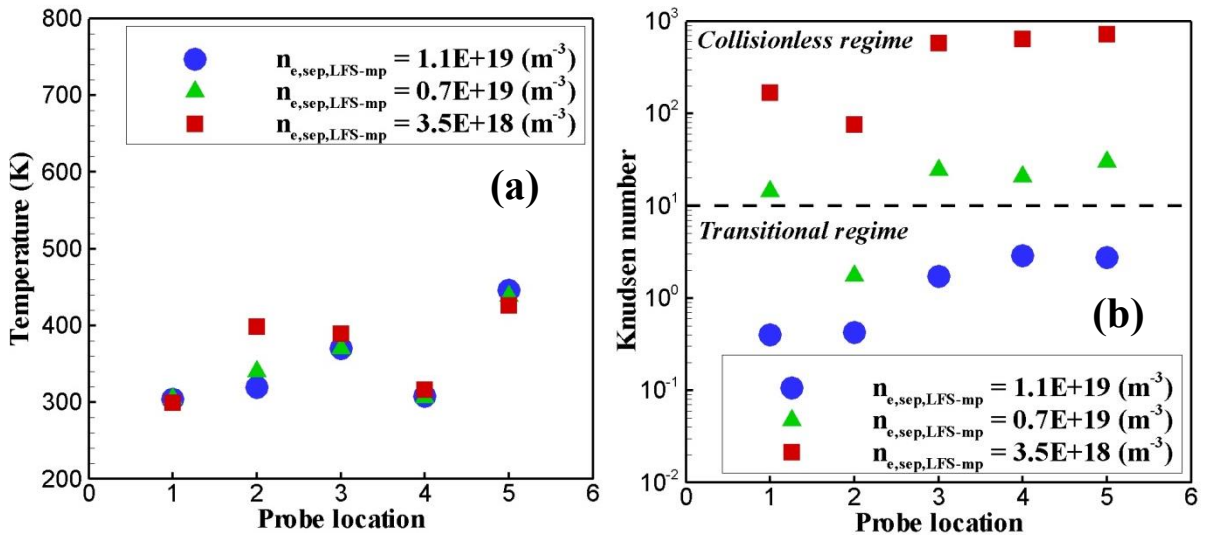 800
700
600
500
400
300
200
0
1
2
3
4
5
6
Temperature (K)
Probe location
n_e,sep,LFS-mp = 1.1E+19 (m^-3)
n_e,sep,LFS-mp = 0.7E+19 (m^-3)
n_e,sep,LFS-mp = 3.5E+18 (m^-3)
(a)
10^3
10^2
10^1
10^0
10^-1
10^-2
0
1
2
3
4
5
6
Knudsen number
Probe location
Collisionless regime
Transitional regime
(b)
n_e,sep,LFS-mp = 1.1E+19 (m^-3)
n_e,sep,LFS-mp = 0.7E+19 (m^-3)
n_e,sep,LFS-mp = 3.5E+18 (m^-3)